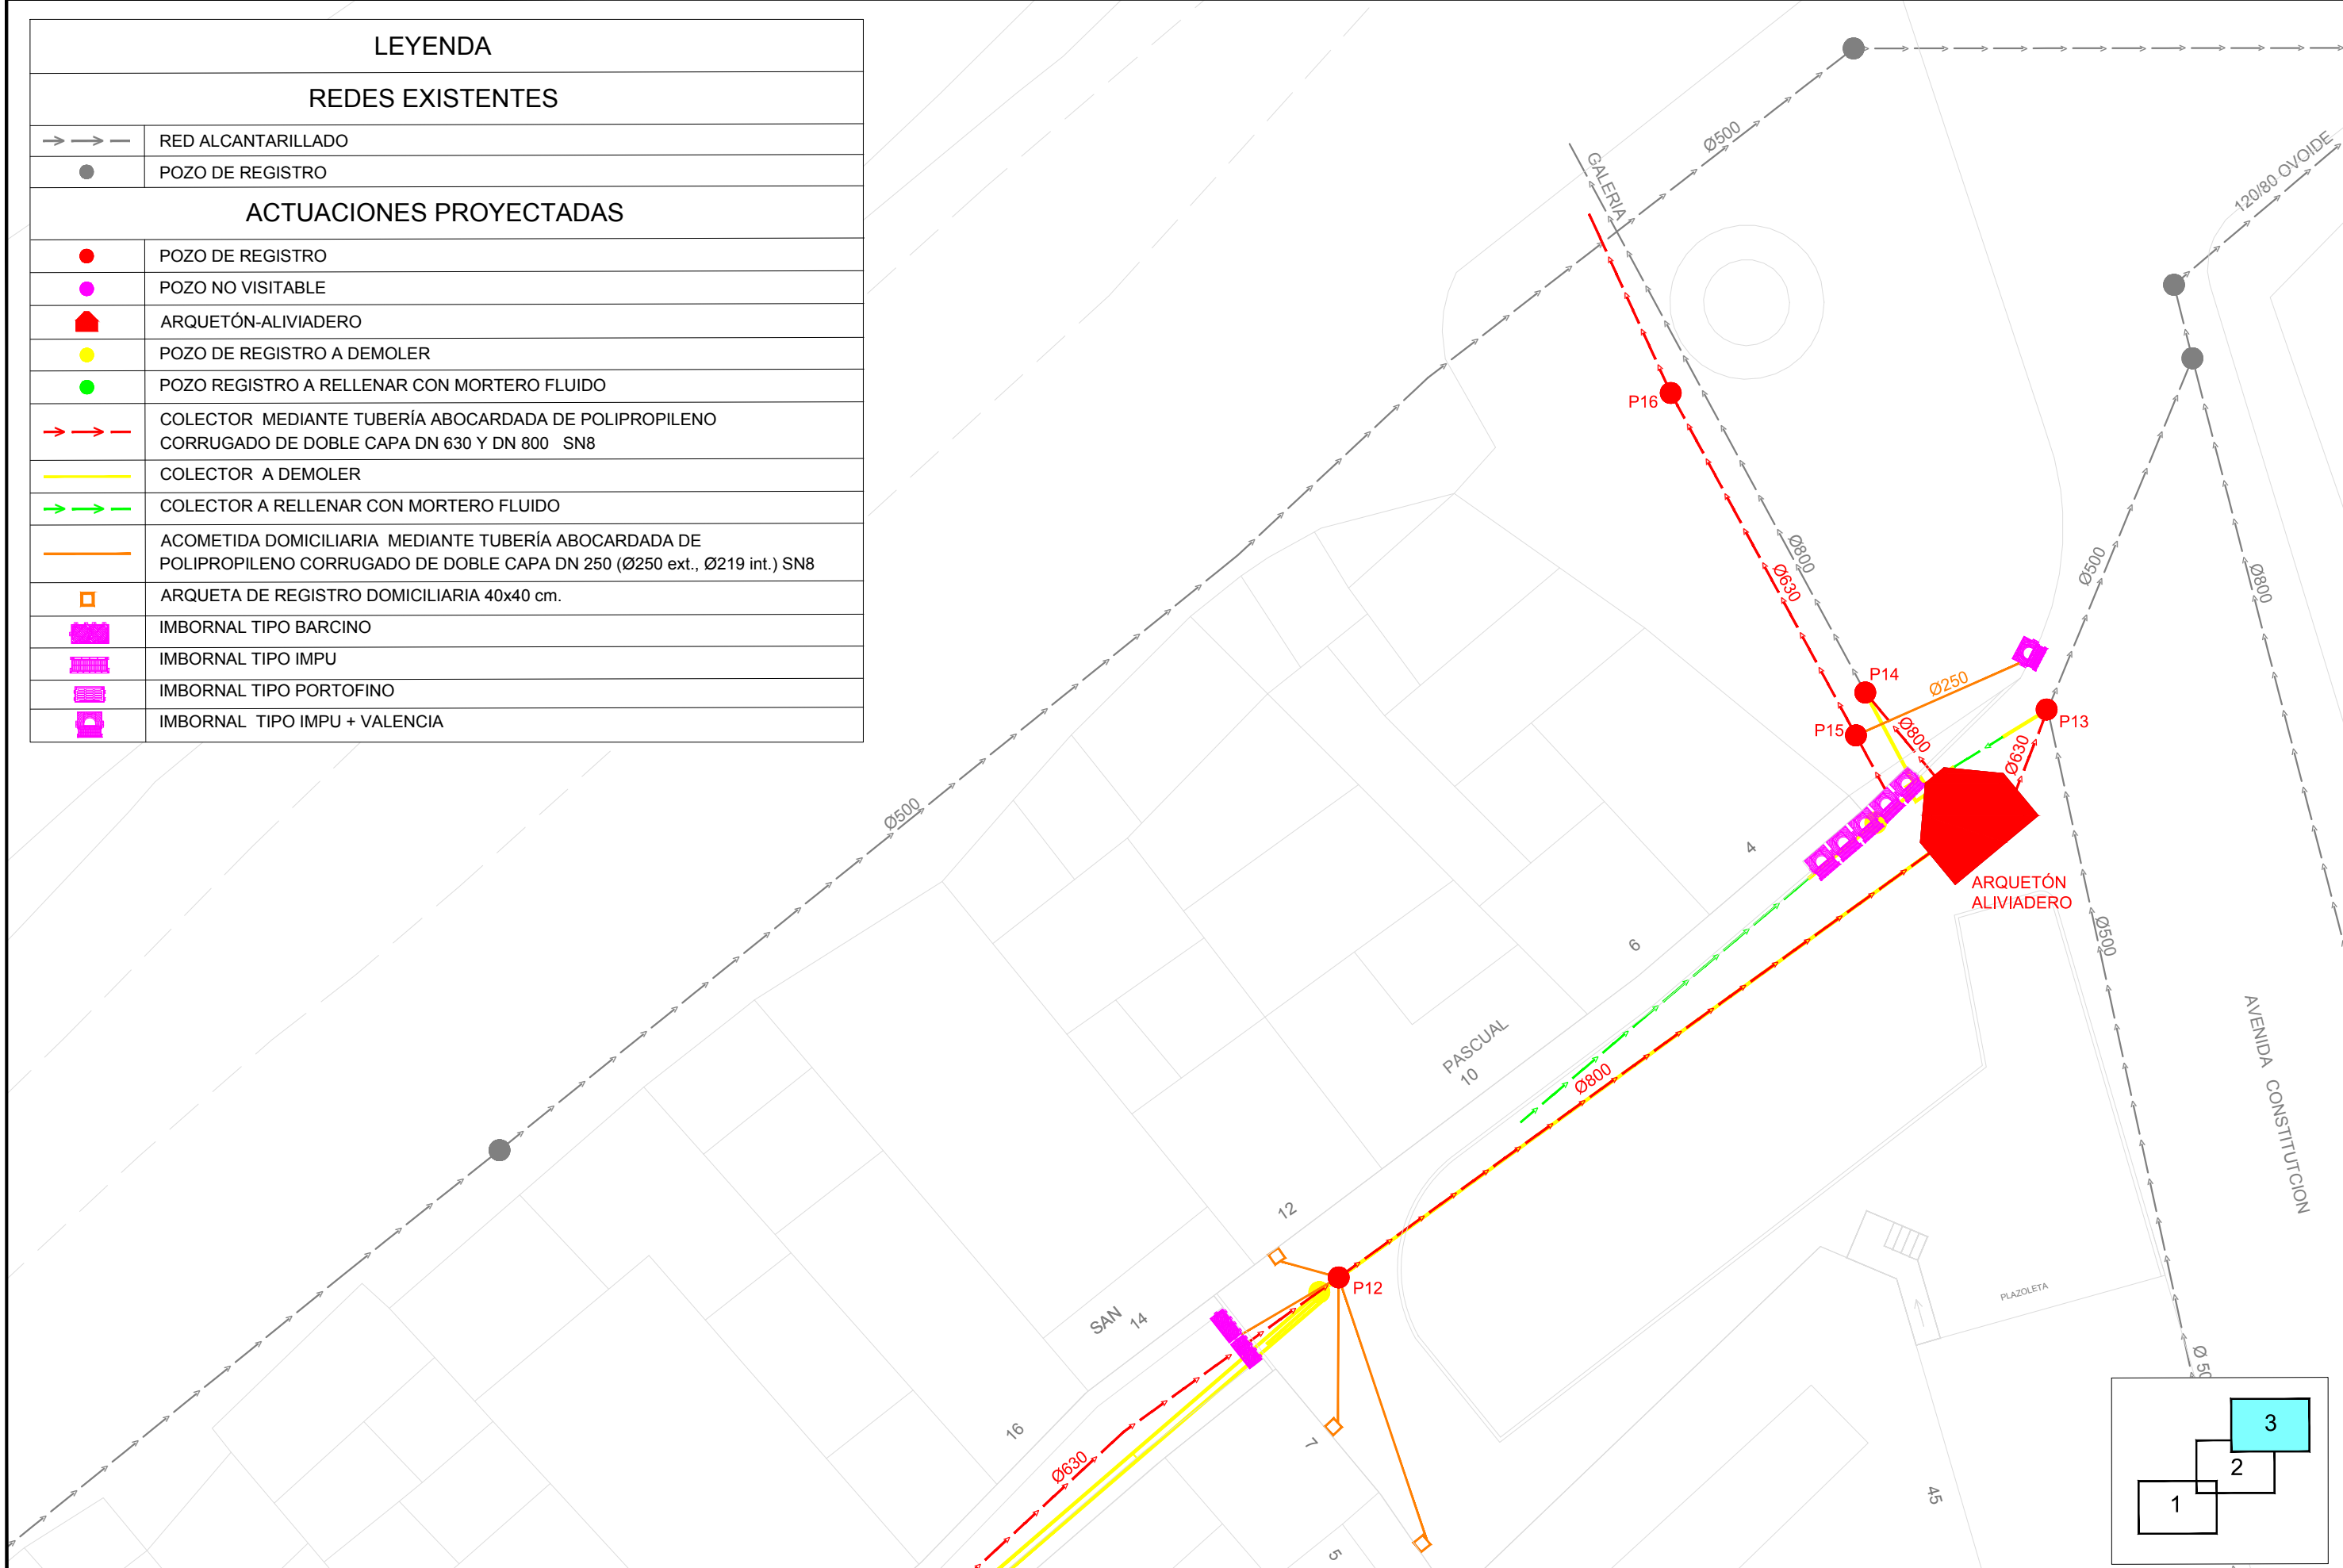 LEYENDA
REDES EXISTENTES
RED ALCANTARILLADO
POZO DE REGISTRO
ACTUACIONES PROYECTADAS
POZO DE REGISTRO
POZO NO VISITABLE
ARQUETÓN-ALIVIADERO
POZO DE REGISTRO A DEMOLER
POZO REGISTRO A RELLENAR CON MORTERO FLUIDO
COLECTOR MEDIANTE TUBERÍA ABOCARDADA DE POLIPROPILENO
CORRUGADO DE DOBLE CAPA DN 630 Y DN 800 SN8
COLECTOR A DEMOLER
COLECTOR A RELLENAR CON MORTERO FLUIDO
ACOMETIDA DOMICILIARIA MEDIANTE TUBERÍA ABOCARDADA DE
POLIPROPILENO CORRUGADO DE DOBLE CAPA DN 250 (Ø250 ext., Ø219 int.) SN8
ARQUETA DE REGISTRO DOMICILIARIA 40x40 cm.
IMBORNAL TIPO BARCINO
IMBORNAL TIPO IMPU
IMBORNAL TIPO PORTOFINO
IMBORNAL TIPO IMPU + VALENCIA
Ø500
GALERIA
120/80 OVOIDE
P16
Ø800
Ø630
Ø500
Ø800
P14
Ø250
P15
Ø800
P13
Ø630
Ø500
4
ARQUETÓN
ALIVIADERO
6
Ø500
PASCUAL
10
Ø800
AVENIDA CONSTITUTCION
12
P12
PLAZOLETA
SAN
14
Ø 50
16
7
Ø630
45
5
3
2
1